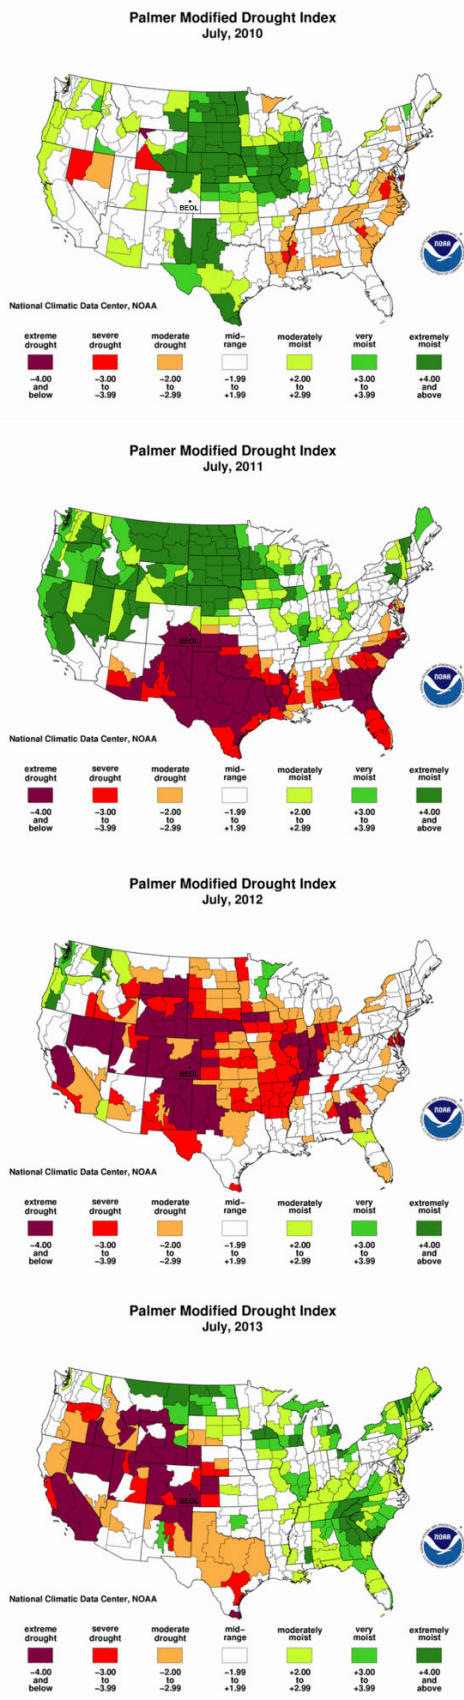 Palmer Modified Drought Index
July, 2010
BEOL
NOAA
National Climatic Data Center, NOAA
extreme drought severe drought moderate drought mid-range moderately moist very moist extremely moist
−4.00 and below −3.00 to −3.99 −2.00 to −2.99 −1.99 to +1.99 +2.00 to +2.99 +3.00 to +3.99 +4.00 and above
Palmer Modified Drought Index
July, 2011
BEOL
NOAA
National Climatic Data Center, NOAA
extreme drought severe drought moderate drought mid-range moderately moist very moist extremely moist
−4.00 and below −3.00 to −3.99 −2.00 to −2.99 −1.99 to +1.99 +2.00 to +2.99 +3.00 to +3.99 +4.00 and above
Palmer Modified Drought Index
July, 2012
BEOL
NOAA
National Climatic Data Center, NOAA
extreme drought severe drought moderate drought mid-range moderately moist very moist extremely moist
−4.00 and below −3.00 to −3.99 −2.00 to −2.99 −1.99 to +1.99 +2.00 to +2.99 +3.00 to +3.99 +4.00 and above
Palmer Modified Drought Index
July, 2013
BEOL
NOAA
National Climatic Data Center, NOAA
extreme drought severe drought moderate drought mid-range moderately moist very moist extremely moist
−4.00 and below −3.00 to −3.99 −2.00 to −2.99 −1.99 to +1.99 +2.00 to +2.99 +3.00 to +3.99 +4.00 and above